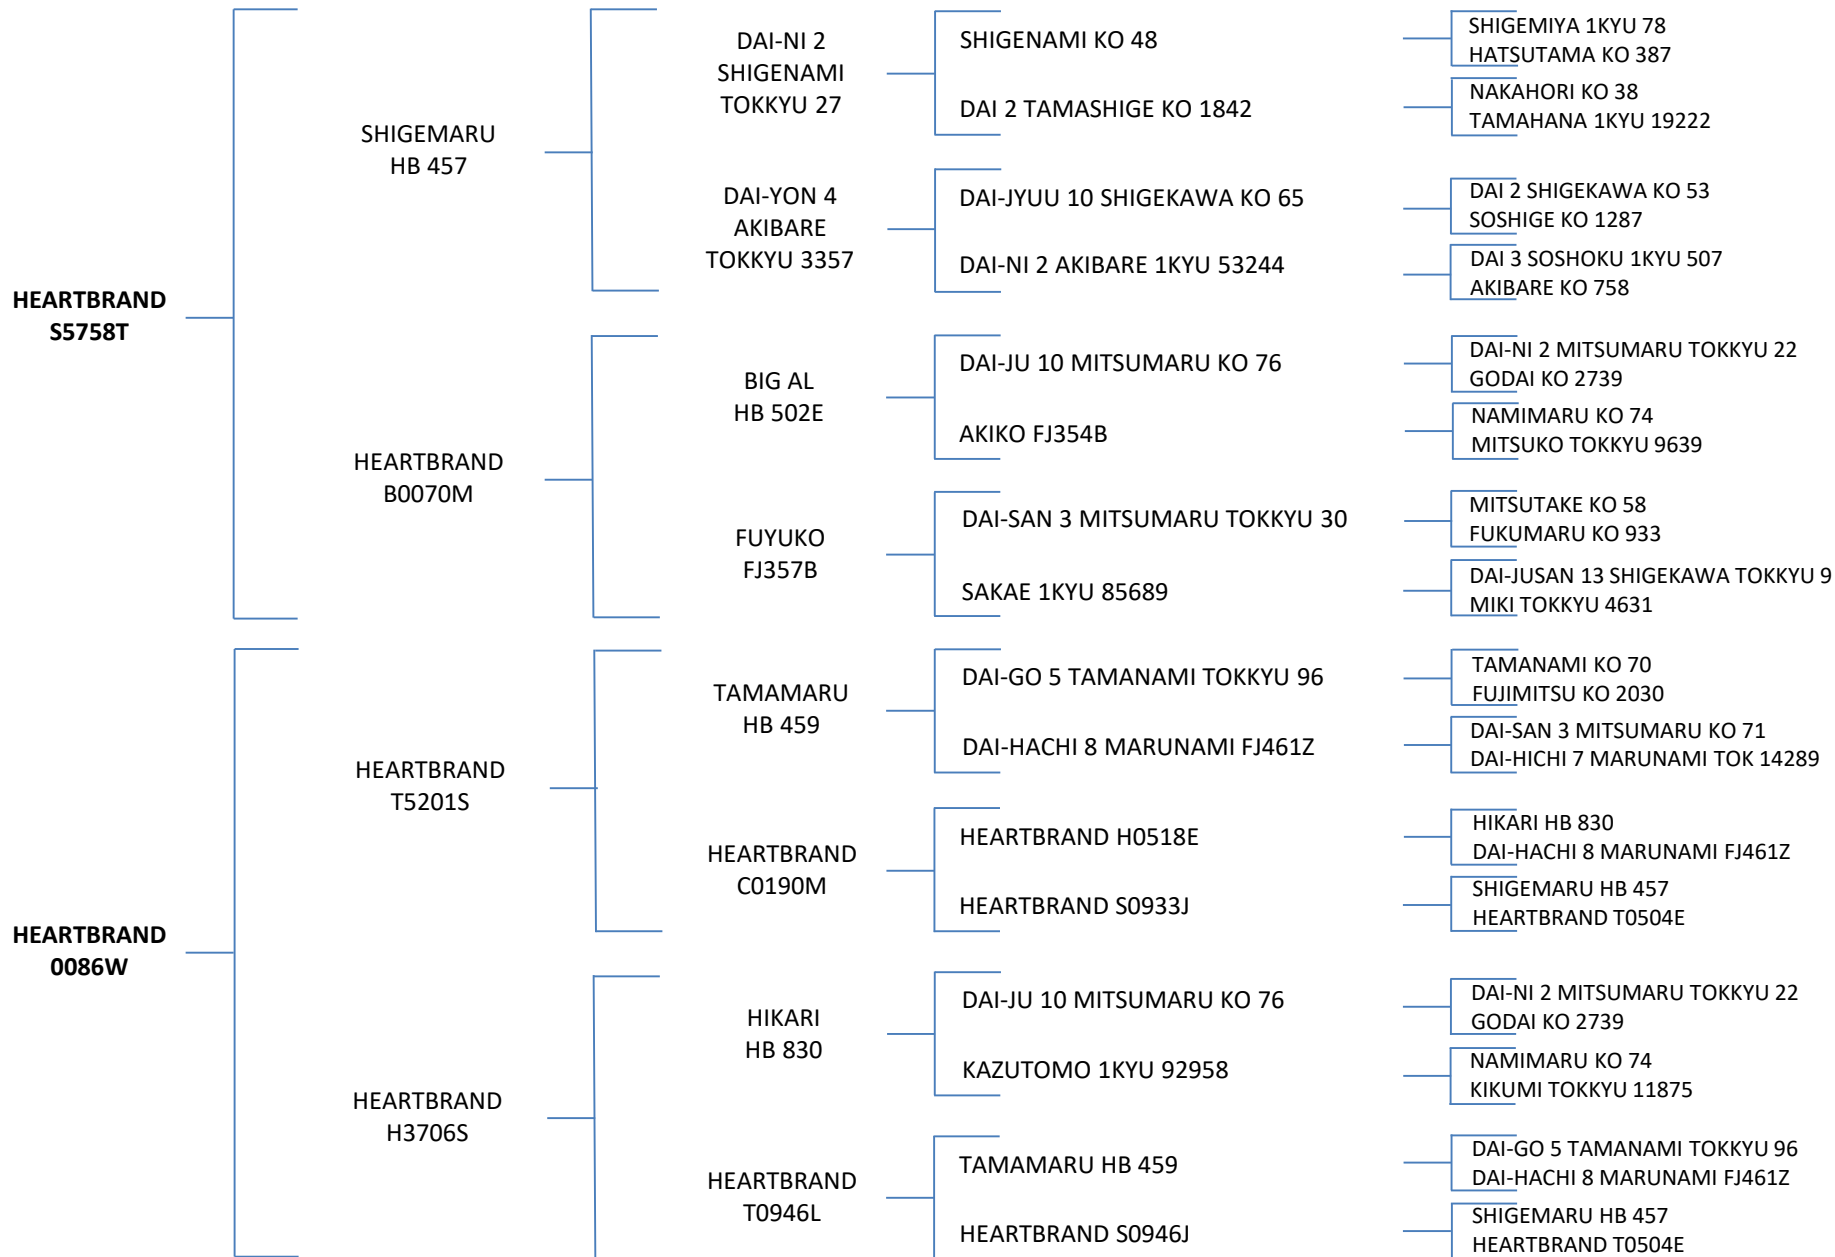 HEARTBRAND
S5758T
SHIGEMARU
HB 457
DAI-NI 2
SHIGENAMI
TOKKYU 27
SHIGENAMI KO 48
SHIGEMIYA 1KYU 78
HATSUTAMA KO 387
DAI 2 TAMASHIGE KO 1842
NAKAHORI KO 38
TAMAHANA 1KYU 19222
DAI-YON 4
AKIBARE
TOKKYU 3357
DAI-JYUU 10 SHIGEKAWA KO 65
DAI 2 SHIGEKAWA KO 53
SOSHIGE KO 1287
DAI-NI 2 AKIBARE 1KYU 53244
DAI 3 SOSHOKU 1KYU 507
AKIBARE KO 758
HEARTBRAND
B0070M
BIG AL
HB 502E
DAI-JU 10 MITSUMARU KO 76
DAI-NI 2 MITSUMARU TOKKYU 22
GODAI KO 2739
AKIKO FJ354B
NAMIMARU KO 74
MITSUKO TOKKYU 9639
FUYUKO
FJ357B
DAI-SAN 3 MITSUMARU TOKKYU 30
MITSUTAKE KO 58
FUKUMARU KO 933
SAKAE 1KYU 85689
DAI-JUSAN 13 SHIGEKAWA TOKKYU 9
MIKI TOKKYU 4631
HEARTBRAND
0086W
HEARTBRAND
T5201S
TAMAMARU
HB 459
DAI-GO 5 TAMANAMI TOKKYU 96
TAMANAMI KO 70
FUJIMITSU KO 2030
DAI-HACHI 8 MARUNAMI FJ461Z
DAI-SAN 3 MITSUMARU KO 71
DAI-HICHI 7 MARUNAMI TOK 14289
HEARTBRAND
C0190M
HEARTBRAND H0518E
HIKARI HB 830
DAI-HACHI 8 MARUNAMI FJ461Z
HEARTBRAND S0933J
SHIGEMARU HB 457
HEARTBRAND T0504E
HEARTBRAND
H3706S
HIKARI
HB 830
DAI-JU 10 MITSUMARU KO 76
DAI-NI 2 MITSUMARU TOKKYU 22
GODAI KO 2739
KAZUTOMO 1KYU 92958
NAMIMARU KO 74
KIKUMI TOKKYU 11875
HEARTBRAND
T0946L
TAMAMARU HB 459
DAI-GO 5 TAMANAMI TOKKYU 96
DAI-HACHI 8 MARUNAMI FJ461Z
HEARTBRAND S0946J
SHIGEMARU HB 457
HEARTBRAND T0504E